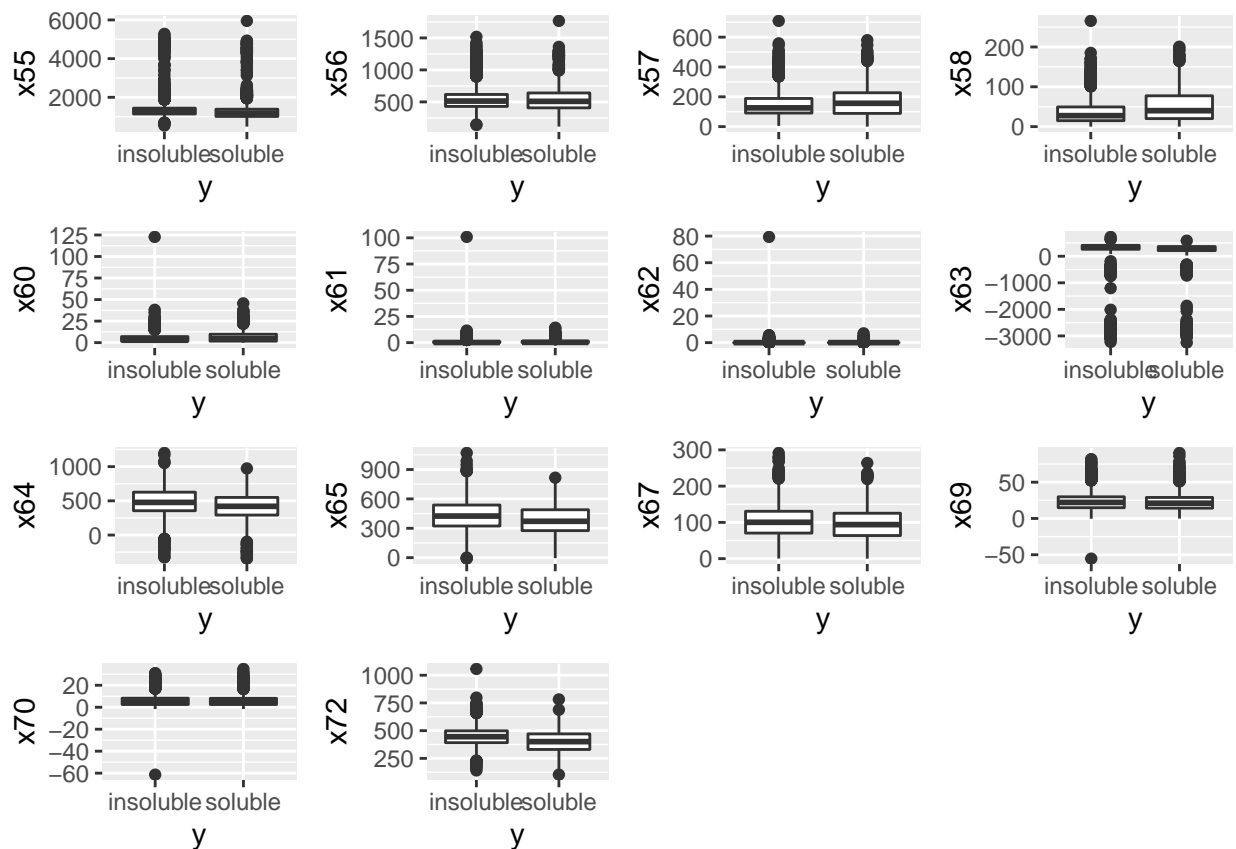 x55
6000
4000
2000
insoluble soluble
y
x56
1500
1000
500
insoluble soluble
y
x57
600
400
200
0
insoluble soluble
y
x58
200
100
0
insoluble soluble
y
x60
125
100
75
50
25
0
insoluble soluble
y
x61
100
75
50
25
0
insoluble soluble
y
x62
80
60
40
20
0
insoluble soluble
y
x63
0
−1000
−2000
−3000
insoluble soluble
y
x64
1000
500
0
insoluble soluble
y
x65
900
600
300
0
insoluble soluble
y
x67
300
200
100
0
insoluble soluble
y
x69
50
0
−50
insoluble soluble
y
x70
20
0
−20
−40
−60
insoluble soluble
y
x72
1000
750
500
250
insoluble soluble
y